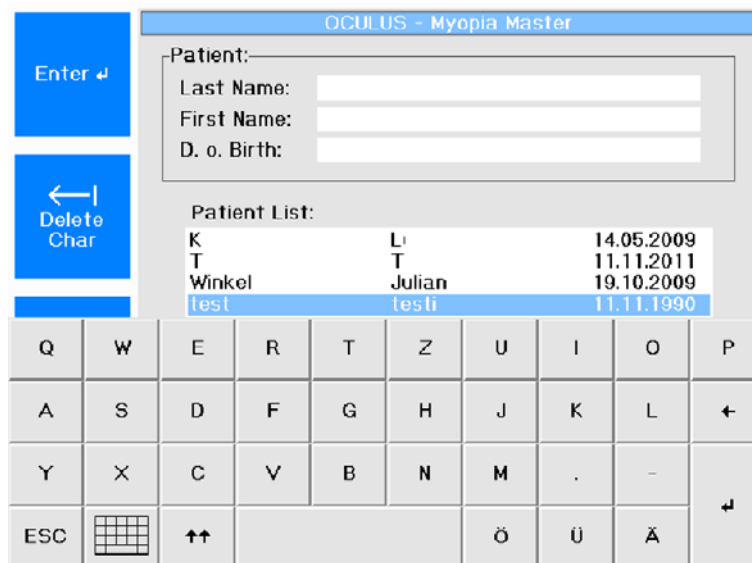 OCULUS - Myopia Master
Enter ↲
Patient:
Last Name:
First Name:
D. o. Birth:
Delete
Char
Patient List:
K 14.05.2009
T T 11.11.2011
Winkel Julian 19.10.2009
test testi 11.11.1990
Q W E R T Z U I O P
A S D F G H J K L ←
Y X C V B N M . - ↲
ESC ↑↑ Ö Ü Ä